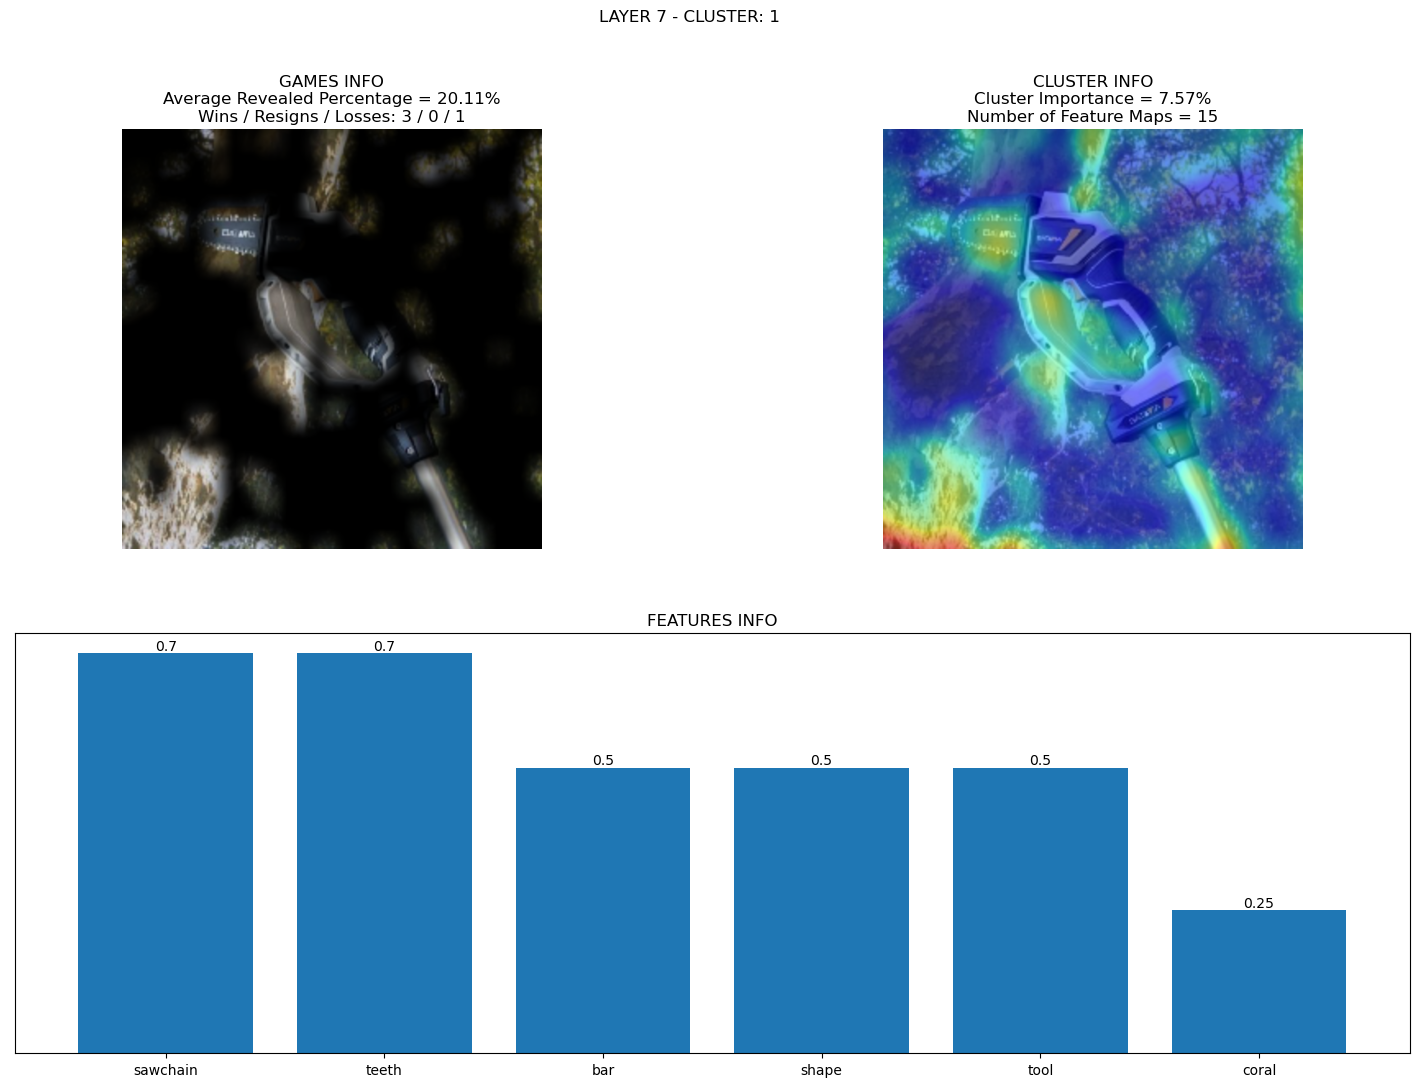 LAYER 7 - CLUSTER: 1
GAMES INFO
Average Revealed Percentage = 20.11%
Wins / Resigns / Losses: 3 / 0 / 1
CLUSTER INFO
Cluster Importance = 7.57%
Number of Feature Maps = 15
FEATURES INFO
0.7
0.7
0.5
0.5
0.5
0.25
sawchain
teeth
bar
shape
tool
coral